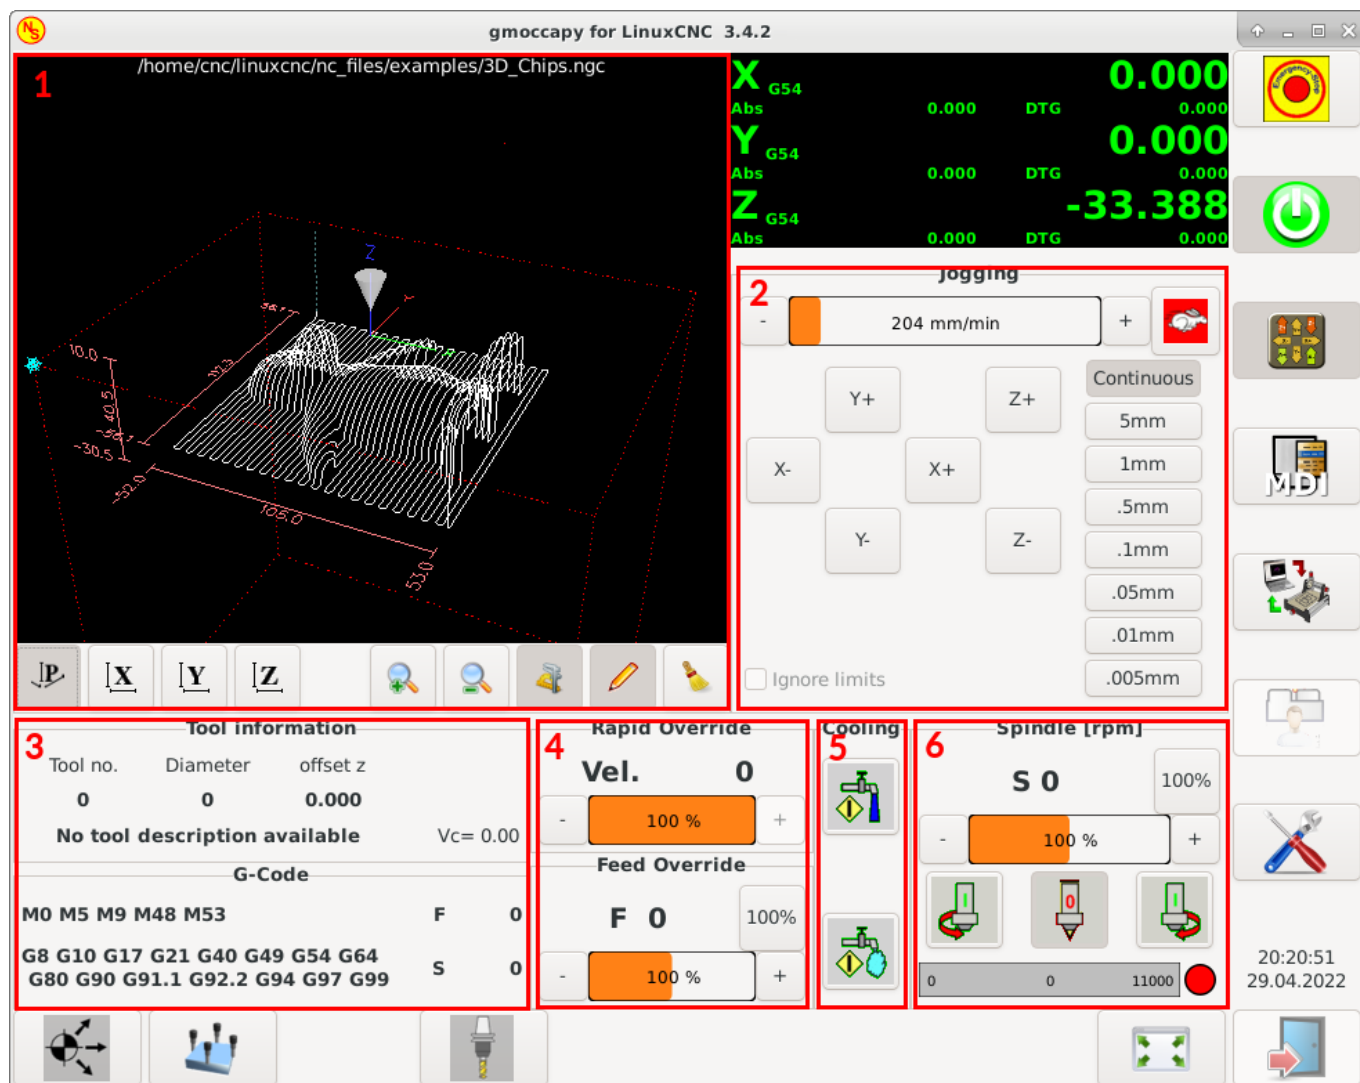 gmoccapy for LinuxCNC 3.4.2
1
/home/cnc/linuxcnc/nc_files/examples/3D_Chips.ngc
Z
10.0
40.5
-30.5
-52.0
105.0
53.0
P
X
Y
Z
X G54 0.000
Abs 0.000 DTG 0.000
Y G54 0.000
Abs 0.000 DTG 0.000
Z G54 -33.388
Abs 0.000 DTG 0.000
2
Jogging
- 204 mm/min +
Continuous
Y+ Z+
5mm
X- X+
1mm
.5mm
Y- Z-
.1mm
.05mm
.01mm
Ignore limits
.005mm
3
Tool information
Tool no. Diameter offset z
0 0 0.000
No tool description available Vc= 0.00
G-Code
M0 M5 M9 M48 M53 F 0
G8 G10 G17 G21 G40 G49 G54 G64
G80 G90 G91.1 G92.2 G94 G97 G99
S 0
4
Rapid Override
Vel. 0
- 100 % +
Feed Override
F 0 100%
- 100 % +
5
Cooling
6
Spindle [rpm]
S 0 100%
- 100 % +
I 0 I
0 0 11000
Emergency-Stop
MDI
20:20:51
29.04.2022